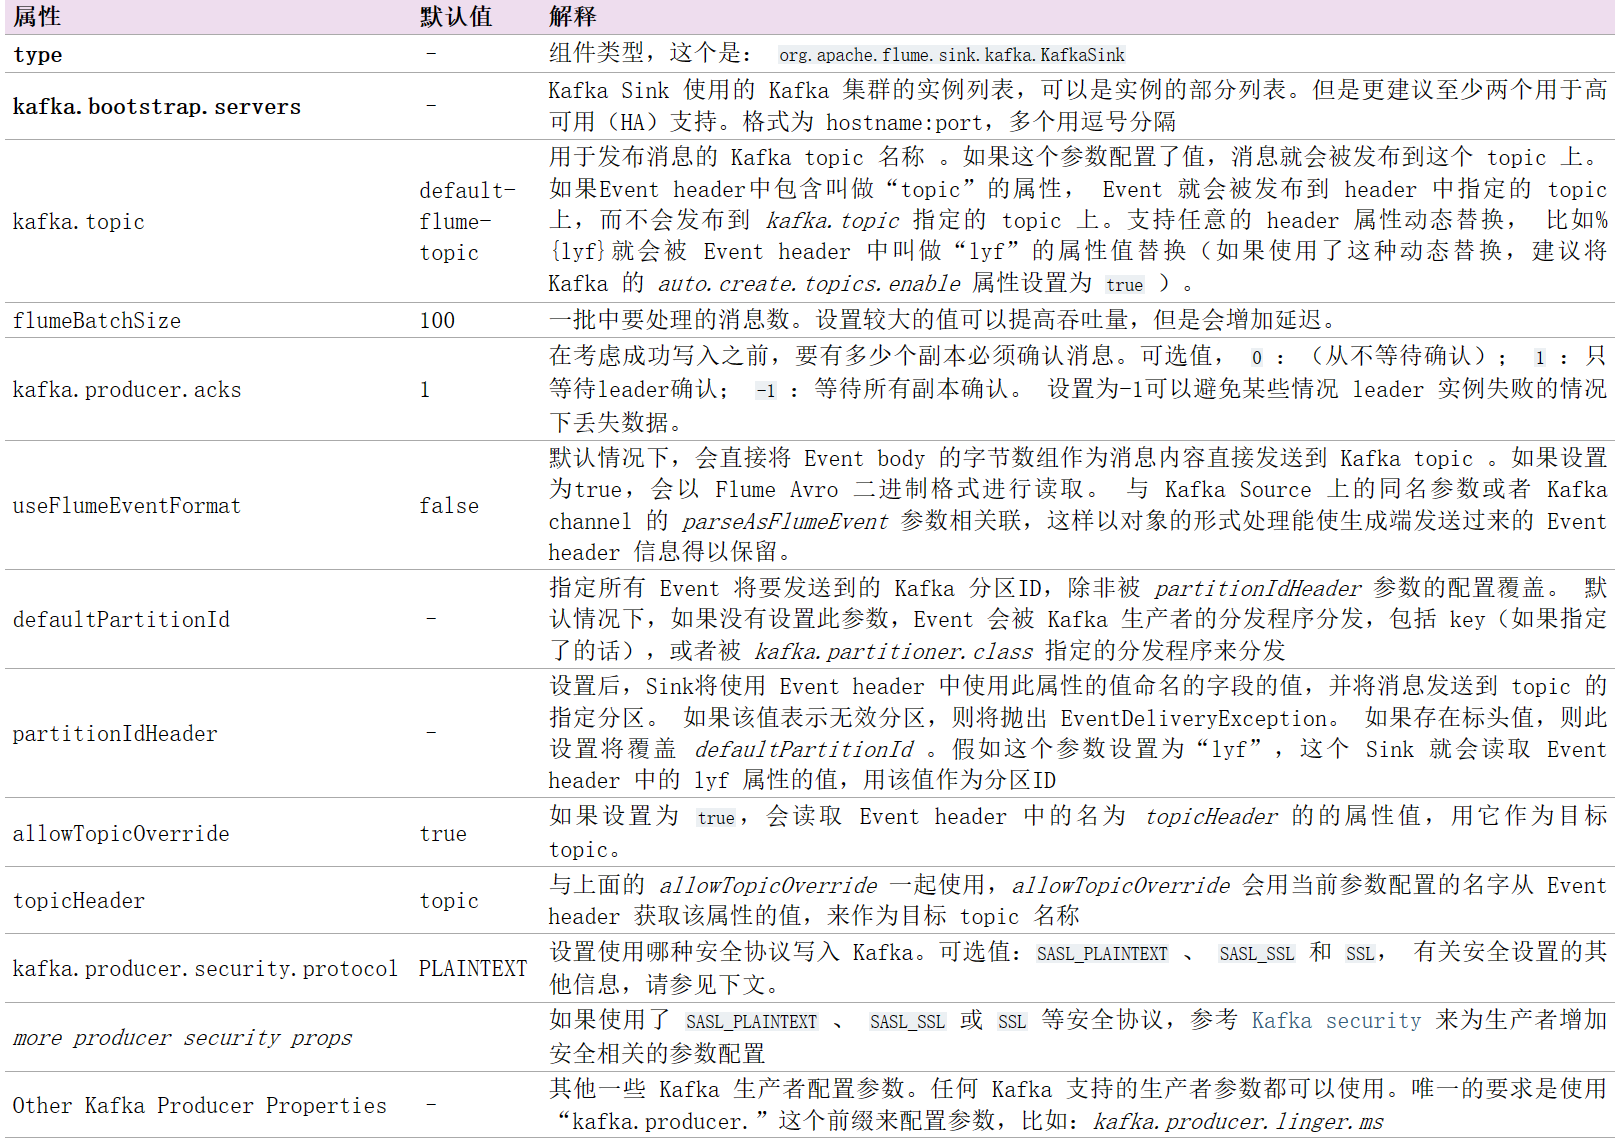 属性 默认值 解释
type - 组件类型，这个是： org.apache.flume.sink.kafka.KafkaSink
kafka.bootstrap.servers - Kafka Sink 使用的 Kafka 集群的实例列表，可以是实例的部分列表。但是更建议至少两个用于高
可用（HA）支持。格式为 hostname:port，多个用逗号分隔
kafka.topic
default-
flume-
topic
用于发布消息的 Kafka topic 名称 。如果这个参数配置了值，消息就会被发布到这个 topic 上。
如果Event header中包含叫做“topic”的属性， Event 就会被发布到 header 中指定的 topic
上，而不会发布到 kafka.topic 指定的 topic 上。支持任意的 header 属性动态替换， 比如%
{lyf}就会被 Event header 中叫做“lyf”的属性值替换（如果使用了这种动态替换，建议将
Kafka 的 auto.create.topics.enable 属性设置为 true ）。
flumeBatchSize 100 一批中要处理的消息数。设置较大的值可以提高吞吐量，但是会增加延迟。
kafka.producer.acks 1
在考虑成功写入之前，要有多少个副本必须确认消息。可选值， 0 ：（从不等待确认）； 1 ：只
等待leader确认； -1 ：等待所有副本确认。 设置为-1可以避免某些情况 leader 实例失败的情况
下丢失数据。
useFlumeEventFormat false
默认情况下，会直接将 Event body 的字节数组作为消息内容直接发送到 Kafka topic 。如果设置
为true，会以 Flume Avro 二进制格式进行读取。 与 Kafka Source 上的同名参数或者 Kafka
channel 的 parseAsFlumeEvent 参数相关联，这样以对象的形式处理能使生成端发送过来的 Event
header 信息得以保留。
defaultPartitionId -
指定所有 Event 将要发送到的 Kafka 分区ID，除非被 partitionIdHeader 参数的配置覆盖。 默
认情况下，如果没有设置此参数，Event 会被 Kafka 生产者的分发程序分发，包括 key（如果指定
了的话），或者被 kafka.partitioner.class 指定的分发程序来分发
partitionIdHeader -
设置后，Sink将使用 Event header 中使用此属性的值命名的字段的值，并将消息发送到 topic 的
指定分区。 如果该值表示无效分区，则将抛出 EventDeliveryException。 如果存在标头值，则此
设置将覆盖 defaultPartitionId 。假如这个参数设置为“lyf”，这个 Sink 就会读取 Event
header 中的 lyf 属性的值，用该值作为分区ID
allowTopicOverride true
如果设置为 true，会读取 Event header 中的名为 topicHeader 的的属性值，用它作为目标
topic。
topicHeader topic
与上面的 allowTopicOverride 一起使用，allowTopicOverride 会用当前参数配置的名字从 Event
header 获取该属性的值，来作为目标 topic 名称
kafka.producer.security.protocol PLAINTEXT
设置使用哪种安全协议写入 Kafka。可选值：SASL_PLAINTEXT 、 SASL_SSL 和 SSL， 有关安全设置的其
他信息，请参见下文。
more producer security props
如果使用了 SASL_PLAINTEXT 、 SASL_SSL 或 SSL 等安全协议，参考 Kafka security 来为生产者增加
安全相关的参数配置
Other Kafka Producer Properties -
其他一些 Kafka 生产者配置参数。任何 Kafka 支持的生产者参数都可以使用。唯一的要求是使用
“kafka.producer.”这个前缀来配置参数，比如：kafka.producer.linger.ms